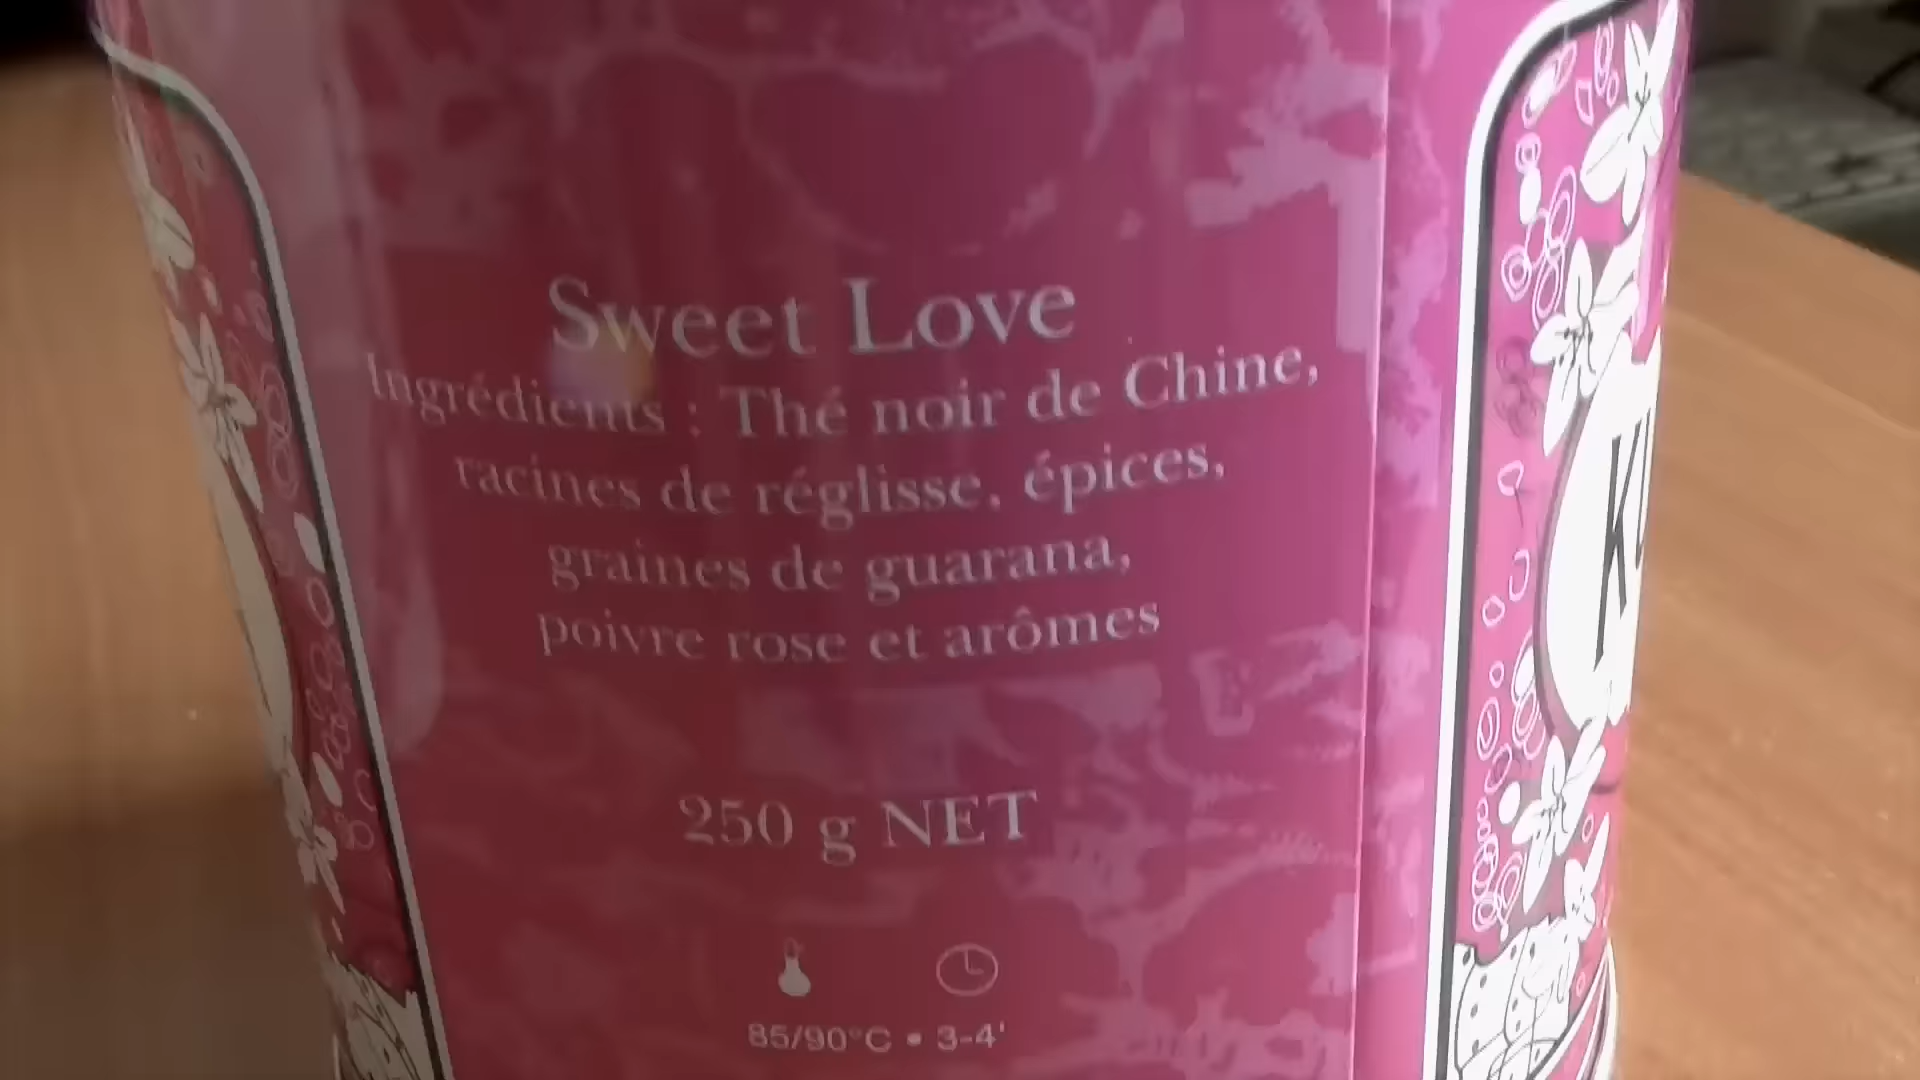 Sweet Love
Ingrédients : Thé noir de Chine,
racines de réglisse, épices,
graines de guarana,
poivre rose et arômes
250 g NET
85/90°C • 3-4'